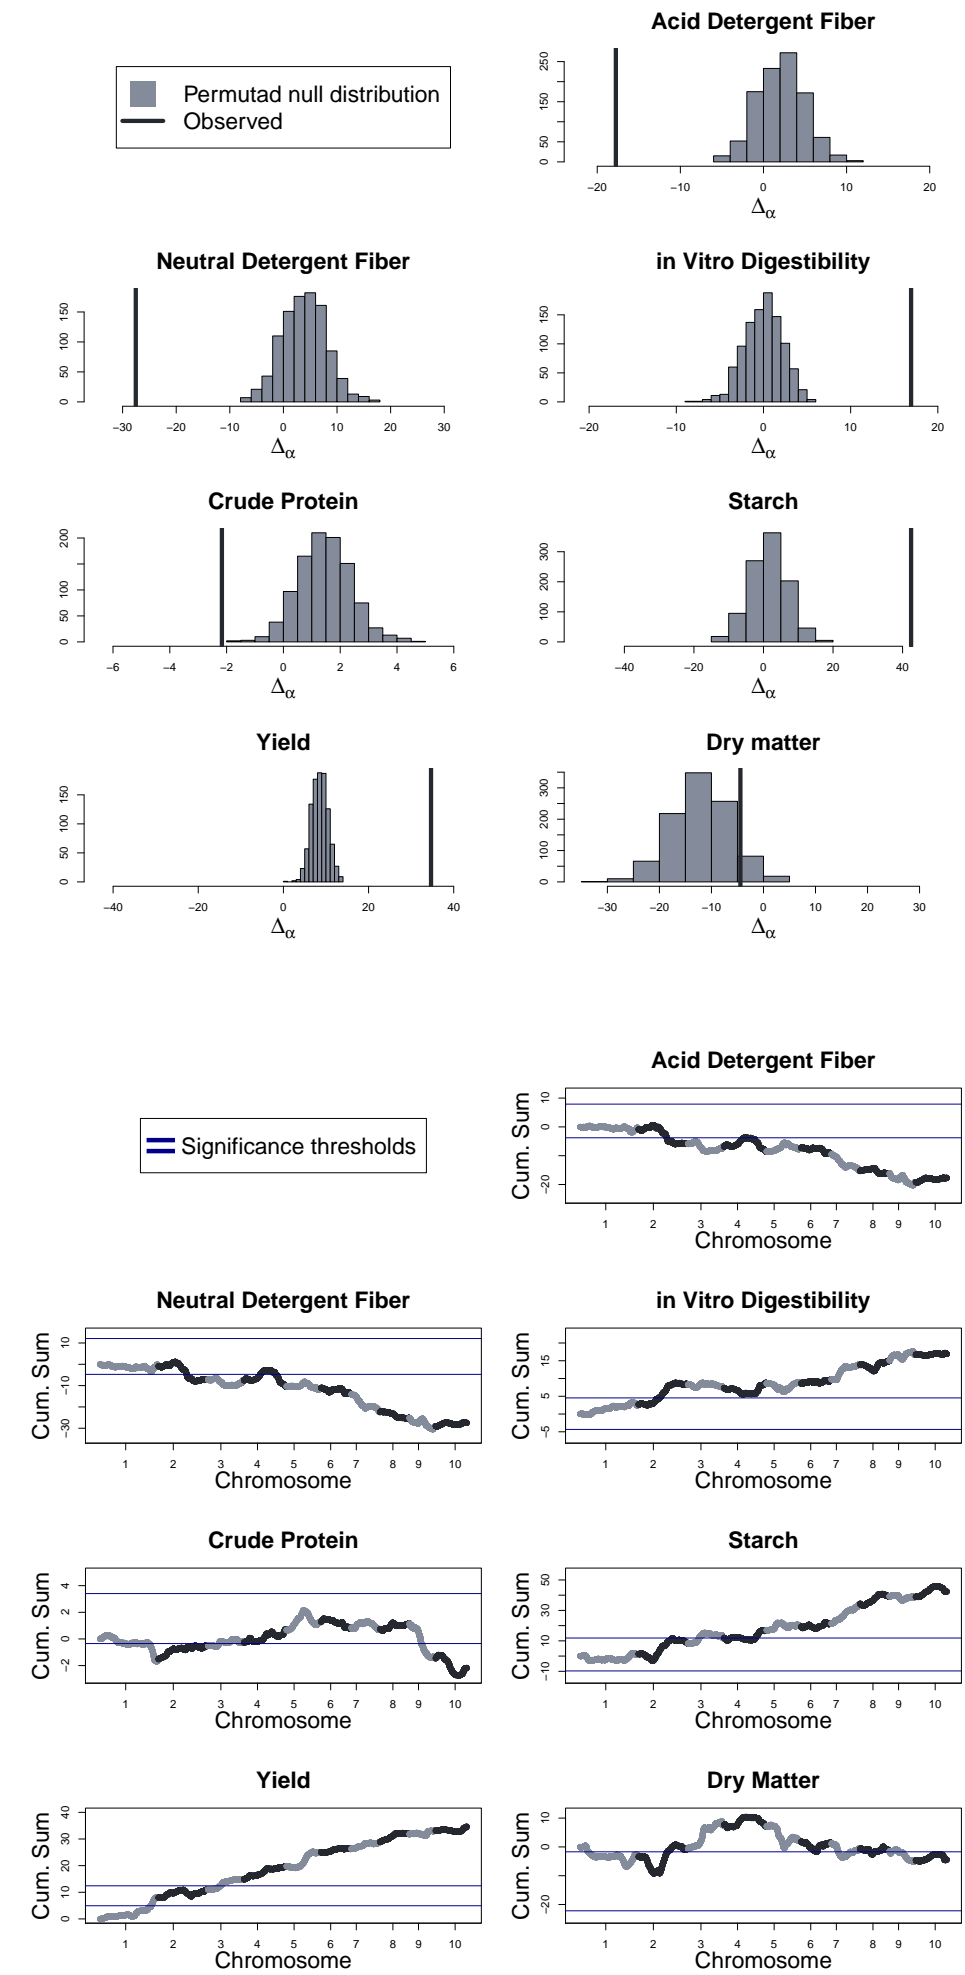 Acid Detergent Fiber
Permutad null distribution
Observed
0 50 150 250
−20 −10 0 10 20
Δα
Neutral Detergent Fiber
0 50 100 150
−30 −20 −10 0 10 20 30
Δα
in Vitro Digestibility
0 50 100 150
−20 −10 0 10 20
Δα
Crude Protein
0 50 100 200
−6 −4 −2 0 2 4 6
Δα
Starch
0 100 200 300
−40 −20 0 20 40
Δα
Yield
0 50 100 150
−40 −20 0 20 40
Δα
Dry matter
0 100 200 300
−30 −20 −10 0 10 20 30
Δα
Acid Detergent Fiber
Significance thresholds
Cum. Sum
−20 0 10
1 2 3 4 5 6 7 8 9 10
Chromosome
Neutral Detergent Fiber
Cum. Sum
−30 −10 10
1 2 3 4 5 6 7 8 9 10
Chromosome
in Vitro Digestibility
Cum. Sum
−5 5 15
1 2 3 4 5 6 7 8 9 10
Chromosome
Crude Protein
Cum. Sum
−2 0 2 4
1 2 3 4 5 6 7 8 9 10
Chromosome
Starch
Cum. Sum
−10 10 30 50
1 2 3 4 5 6 7 8 9 10
Chromosome
Yield
Cum. Sum
0 10 20 30 40
1 2 3 4 5 6 7 8 9 10
Chromosome
Dry Matter
Cum. Sum
−20 0 10
1 2 3 4 5 6 7 8 9 10
Chromosome